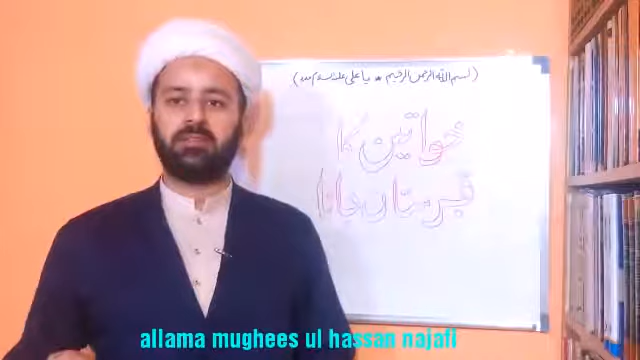 (بسم اللہ الرحمن الرحیم * یا علی علیہ السلام مدد)
خواتین کا
قبرستان جانا
allama mughees ul hassan najafi